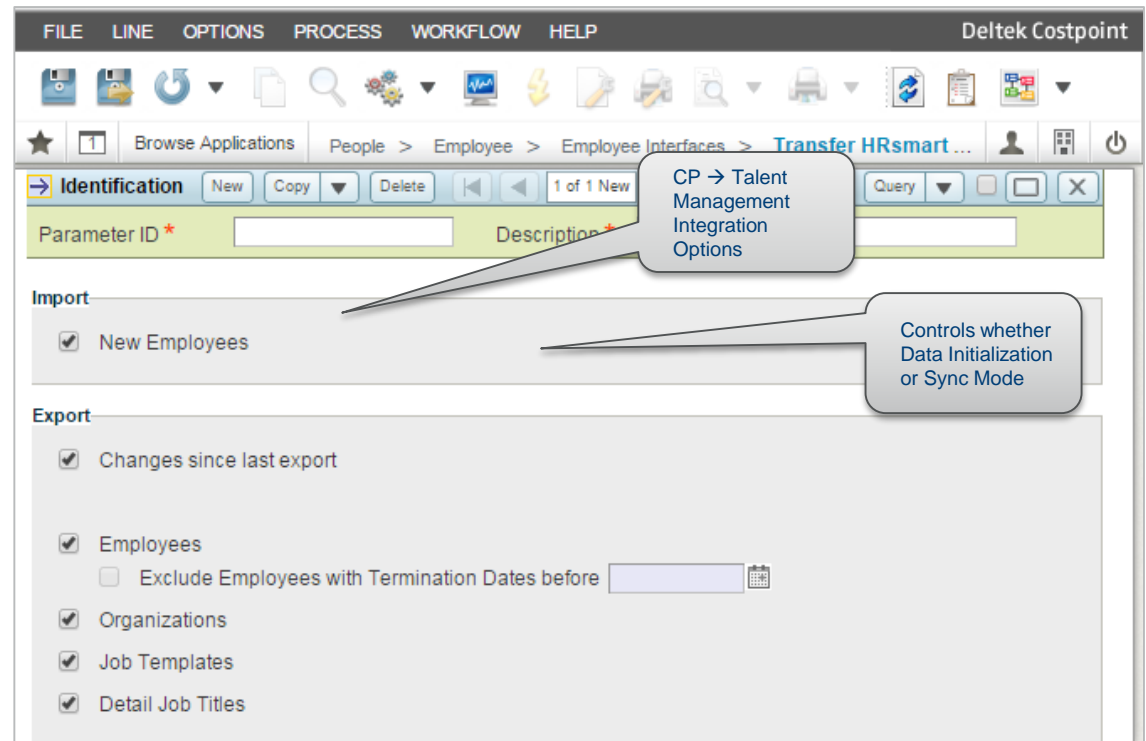 FILE LINE OPTIONS PROCESS WORKFLOW HELP Deltek Costpoint
1 Browse Applications People > Employee > Employee Interfaces > Transfer HRsmart ...
Identification New Copy Delete 1 of 1 New Query
CP → Talent
Management
Integration
Options
Parameter ID * Description *
Import
New Employees
Controls whether
Data Initialization
or Sync Mode
Export
Changes since last export
Employees
Exclude Employees with Termination Dates before
Organizations
Job Templates
Detail Job Titles